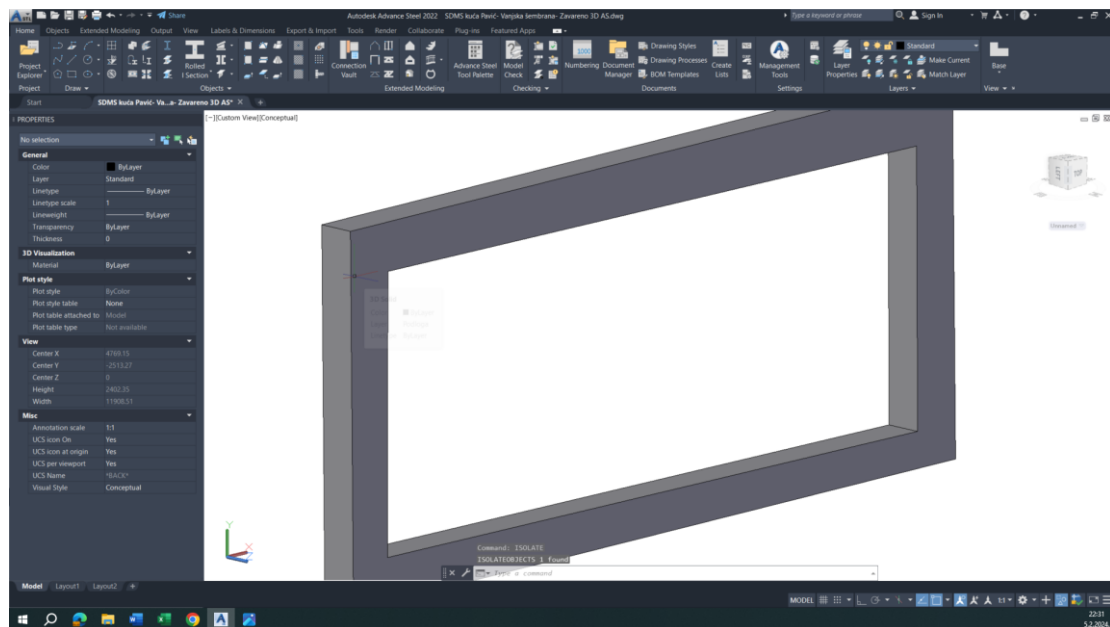 Share
Autodesk Advance Steel 2022 SDMS kuća Pavić- Vanjska šembrana- Zavareno 3D AS.dwg
Type a keyword or phrase
Sign In
Home Objects Extended Modeling Output View Labels & Dimensions Export & Import Tools Render Collaborate Plug-ins Featured Apps
Project Explorer
Rolled I Section
Connection Vault
Advance Steel Tool Palette
Model Check
Numbering
Document Manager
Drawing Styles
Drawing Processes
BOM Templates
Create Lists
Management Tools
Layer Properties
Standard
Make Current
Match Layer
Base
Project Draw Objects Extended Modeling Checking Documents Settings Layers View
Start SDMS kuća Pavić- Va...a- Zavareno 3D AS*
PROPERTIES
[−][Custom View][Conceptual]
No selection
General
Color ByLayer
Layer Standard
Linetype ByLayer
Linetype scale 1
Lineweight ByLayer
Transparency ByLayer
Thickness 0
3D Visualization
Material ByLayer
Plot style
Plot style ByColor
Plot style table None
Plot table attached to Model
Plot table type Not available
View
Center X 4769.15
Center Y -2513.27
Center Z 0
Height 2402.35
Width 11908.51
Misc
Annotation scale 1:1
UCS icon On Yes
UCS icon at origin Yes
UCS per viewport Yes
UCS Name *BACK*
Visual Style Conceptual
LEFT
Unnamed
3D Solid
Y
X
Z
Command: ISOLATE
ISOLATEOBJECTS 1 found
Type a command
Model Layout1 Layout2 +
MODEL
1:1
22:31
5.2.2024.